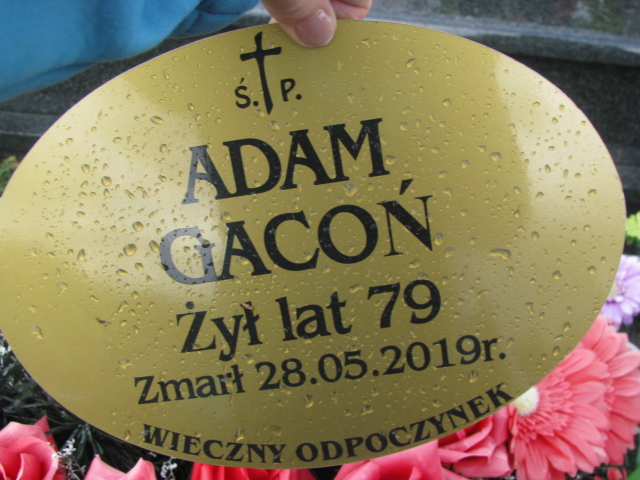 Ś. P.
ADAM
GACOŃ
Żył lat 79
Zmarł 28.05.2019r.
WIECZNY ODPOCZYNEK